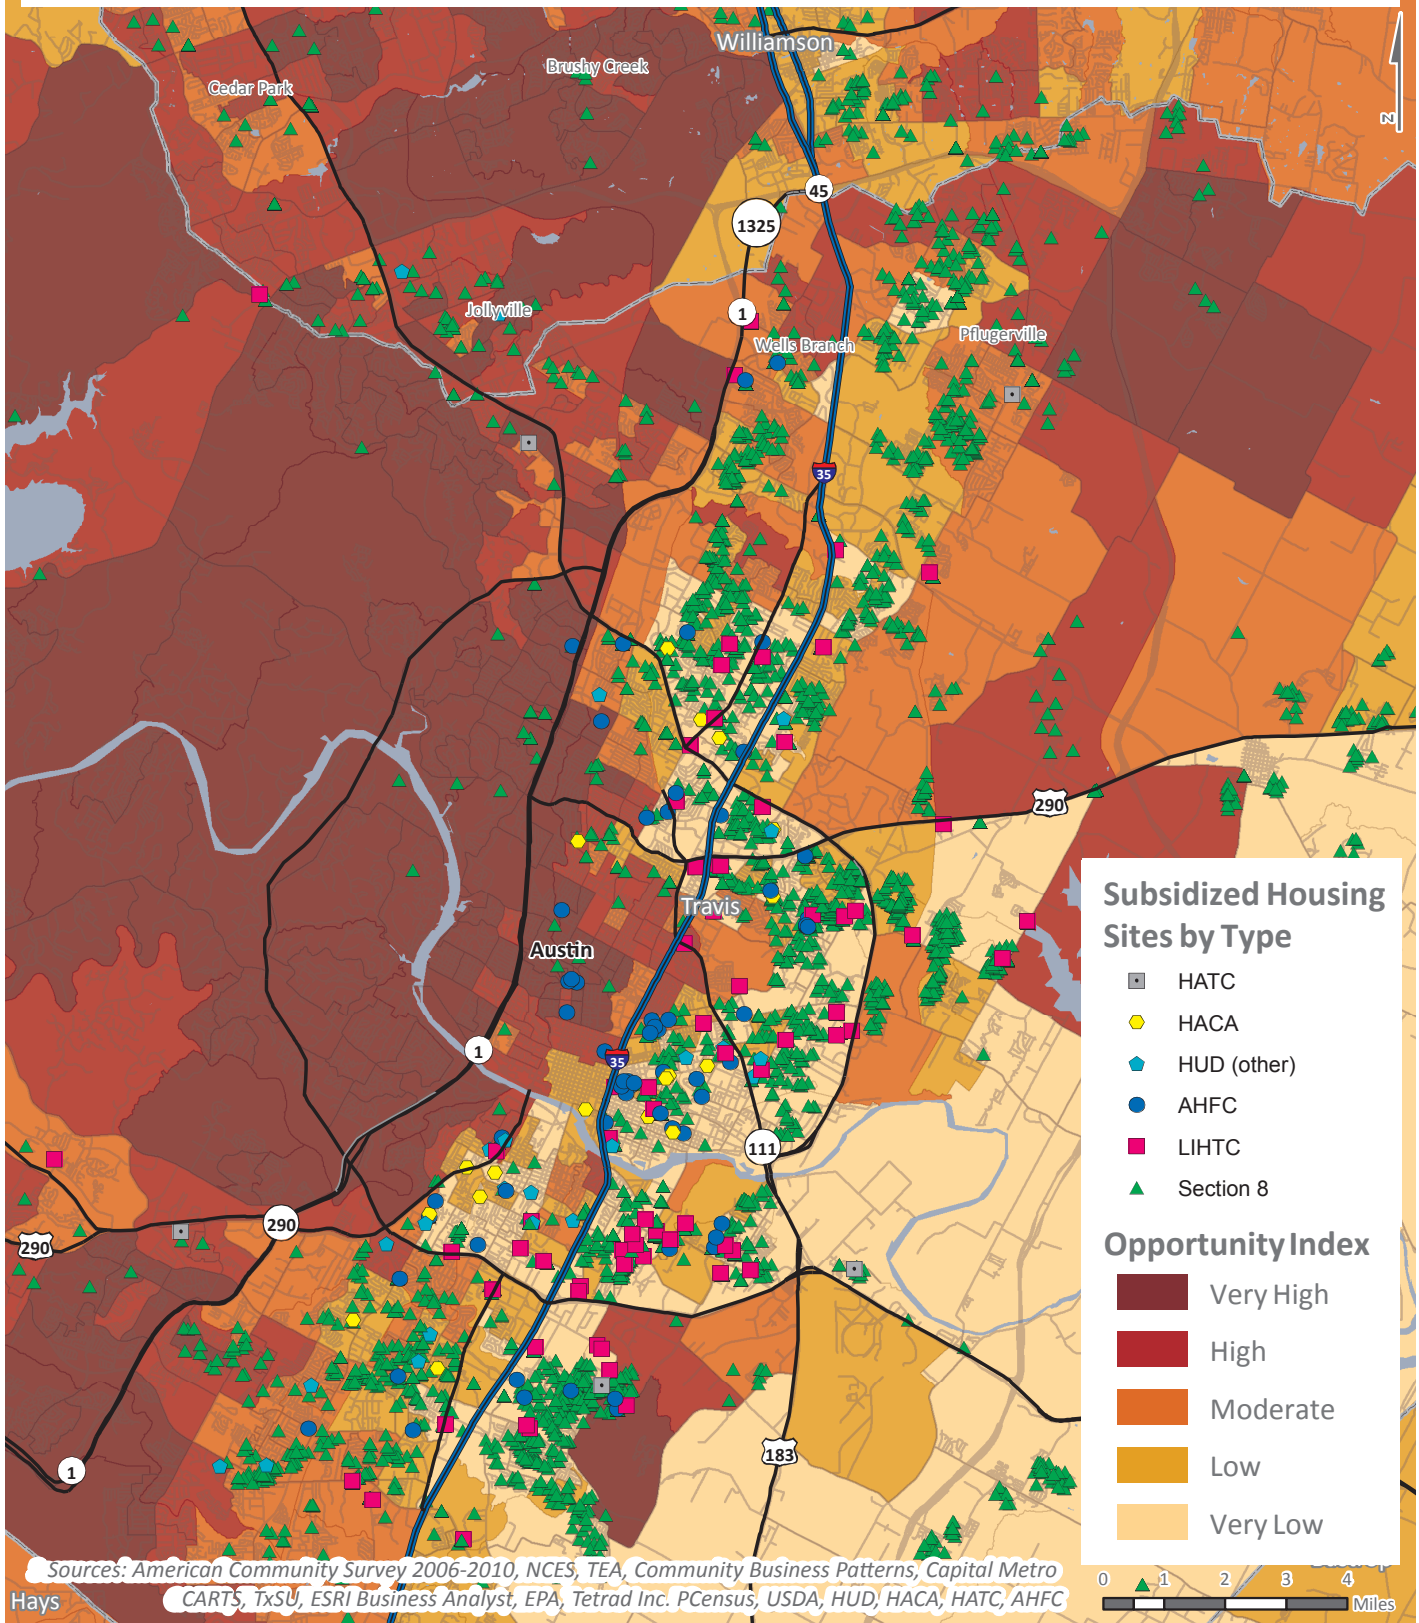 Williamson
Brushy Creek
Cedar Park
N
45
1325
Jollyville
1
Wells Branch
Pflugerville
35
290
Travis
Austin
1
35
111
290
290
183
1
Subsidized Housing
Sites by Type
HATC
HACA
HUD (other)
AHFC
LIHTC
Section 8
Opportunity Index
Very High
High
Moderate
Low
Very Low
Sources: American Community Survey 2006-2010, NCES, TEA, Community Business Patterns, Capital Metro
CARTS, TxSU, ESRI Business Analyst, EPA, Tetrad Inc. PCensus, USDA, HUD, HACA, HATC, AHFC
Hays
0 1 2 3 4
Miles